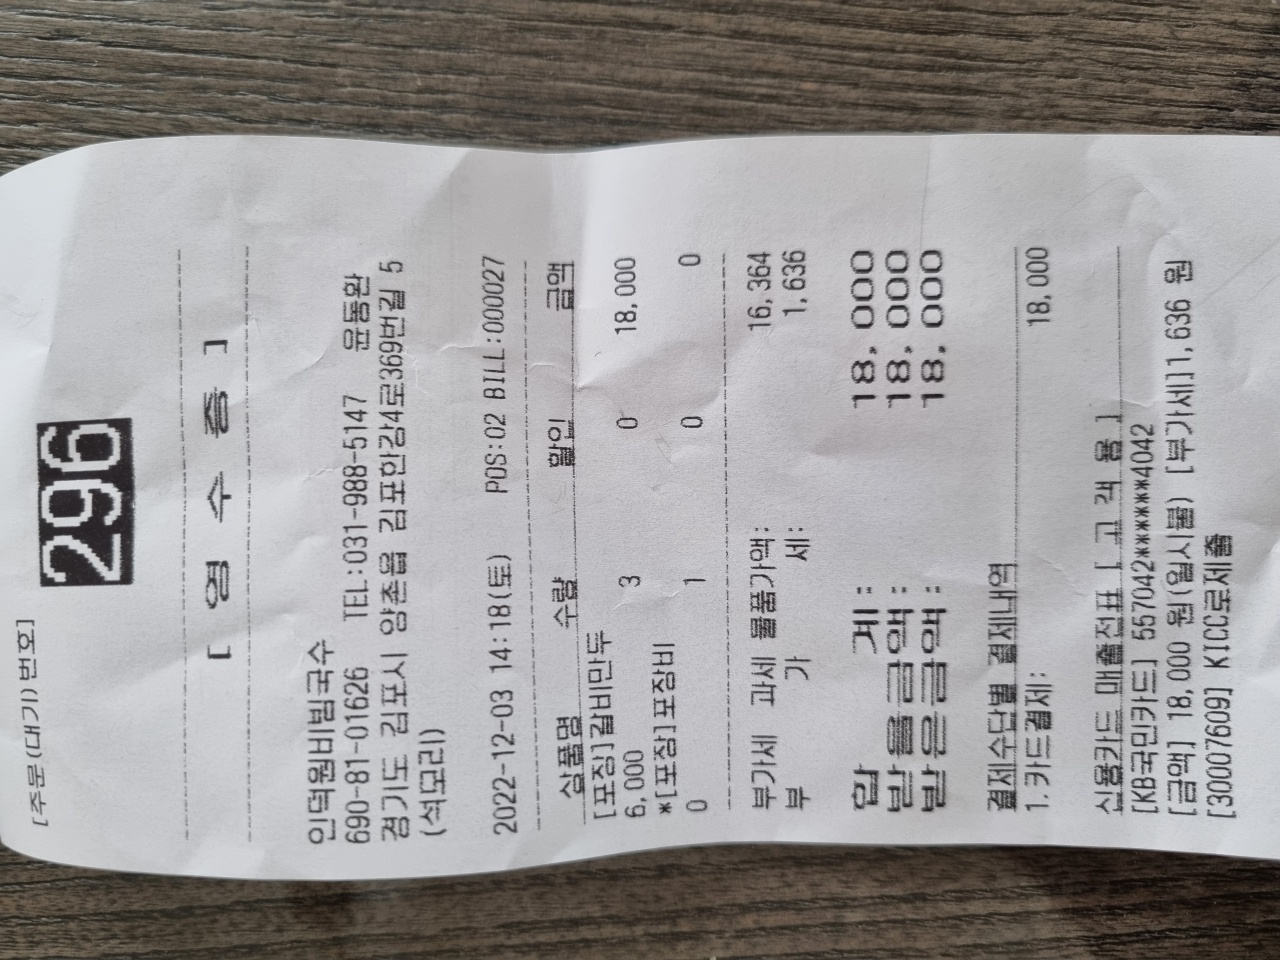 [주문(대기)번호]
296
[ 영 수 증 ]
인덕원비빔국수
690-81-01626 TEL:031-988-5147 윤동환
경기도 김포시 양촌읍 김포한강4로369번길 5
(석모리)
2022-12-03 14:18(토) POS:02 BILL:000027
상품명 수량 할인 금액
[포장]갈비만두
6,000 3 0 18,000
*[포장]포장비
0 1 0 0
부가세 과세 물품가액: 16,364
부 가 세: 1,636
합 계: 18,000
받을금액: 18,000
받은금액: 18,000
결제수단별 결제내역
1.카드결제: 18,000
신용카드 매출전표 [ 고 객 용 ]
[KB국민카드] 557042******4042
[금액] 18,000 원(일시불) [부가세]1,636 원
[30007609] KICC로제출